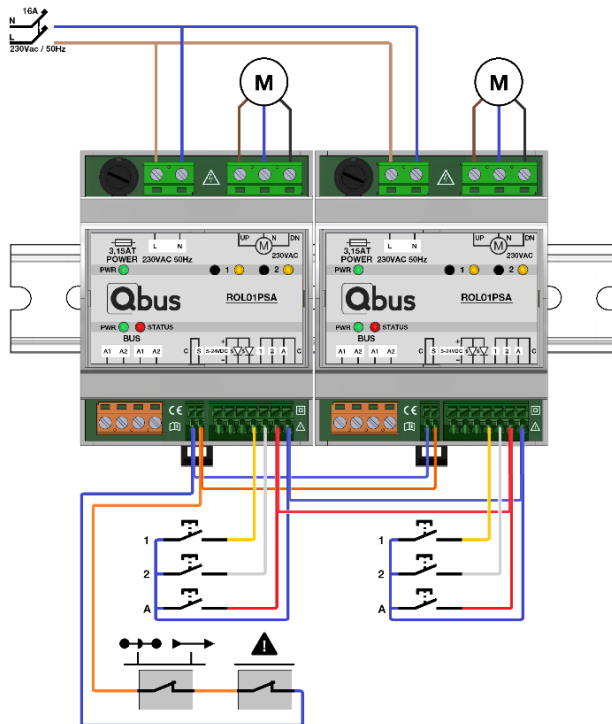 16A
N
L
230Vac / 50Hz
M
M
3,15AT
POWER
L
N
230VAC 50Hz
UP
N
DN
M
230VAC
PWR
1
2
Qbus
ROL01PSA
PWR
STATUS
BUS
A1 A2 A1 A2
C S 5-24VDC + - 1 2 A C
3,15AT
POWER
L
N
230VAC 50Hz
UP
N
DN
M
230VAC
PWR
1
2
Qbus
ROL01PSA
PWR
STATUS
BUS
A1 A2 A1 A2
C S 5-24VDC + - 1 2 A C
CE
CE
1
2
A
1
2
A
!